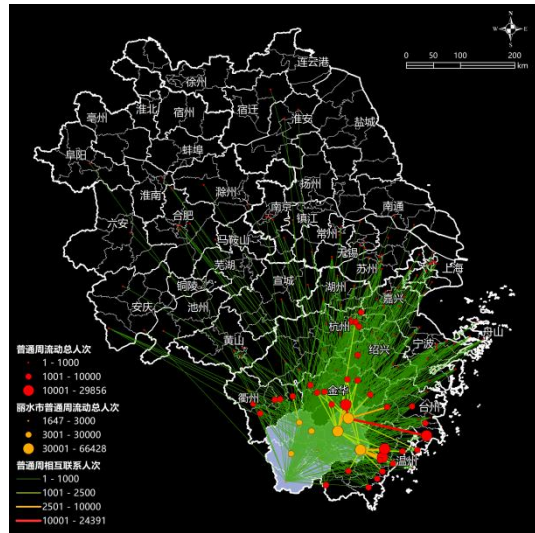 N
W
E
S
0
50
100
200
km
连云港
徐州
淮北
宿州
宿迁
淮安
亳州
盐城
阜阳
蚌埠
淮南
滁州
扬州
南京
镇江
南通
六安
合肥
常州
马鞍山
无锡
苏州
上海
芜湖
铜陵
宣城
湖州
嘉兴
安庆
池州
杭州
舟山
黄山
绍兴
宁波
衢州
金华
台州
温州
普通周流动总人次
1 - 1000
1001 - 10000
10001 - 29856
丽水市普通周流动总人次
1647 - 3000
3001 - 30000
30001 - 66428
普通周相互联系人次
1 - 1000
1001 - 2500
2501 - 10000
10001 - 24391